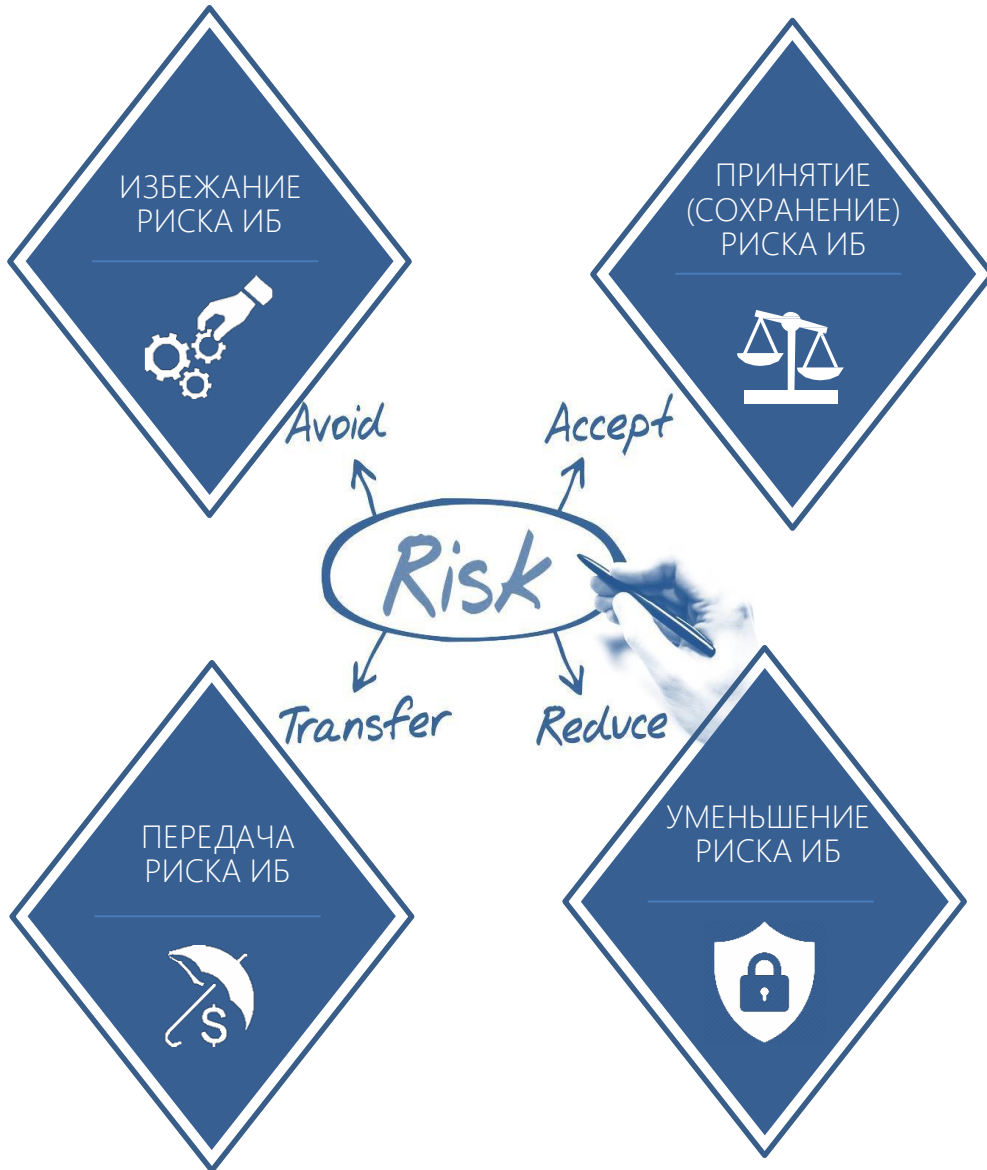 ИЗБЕЖАНИЕ
РИСКА ИБ
ПРИНЯТИЕ
(СОХРАНЕНИЕ)
РИСКА ИБ
Avoid
Accept
Risk
Transfer
Reduce
ПЕРЕДАЧА
РИСКА ИБ
$
УМЕНЬШЕНИЕ
РИСКА ИБ